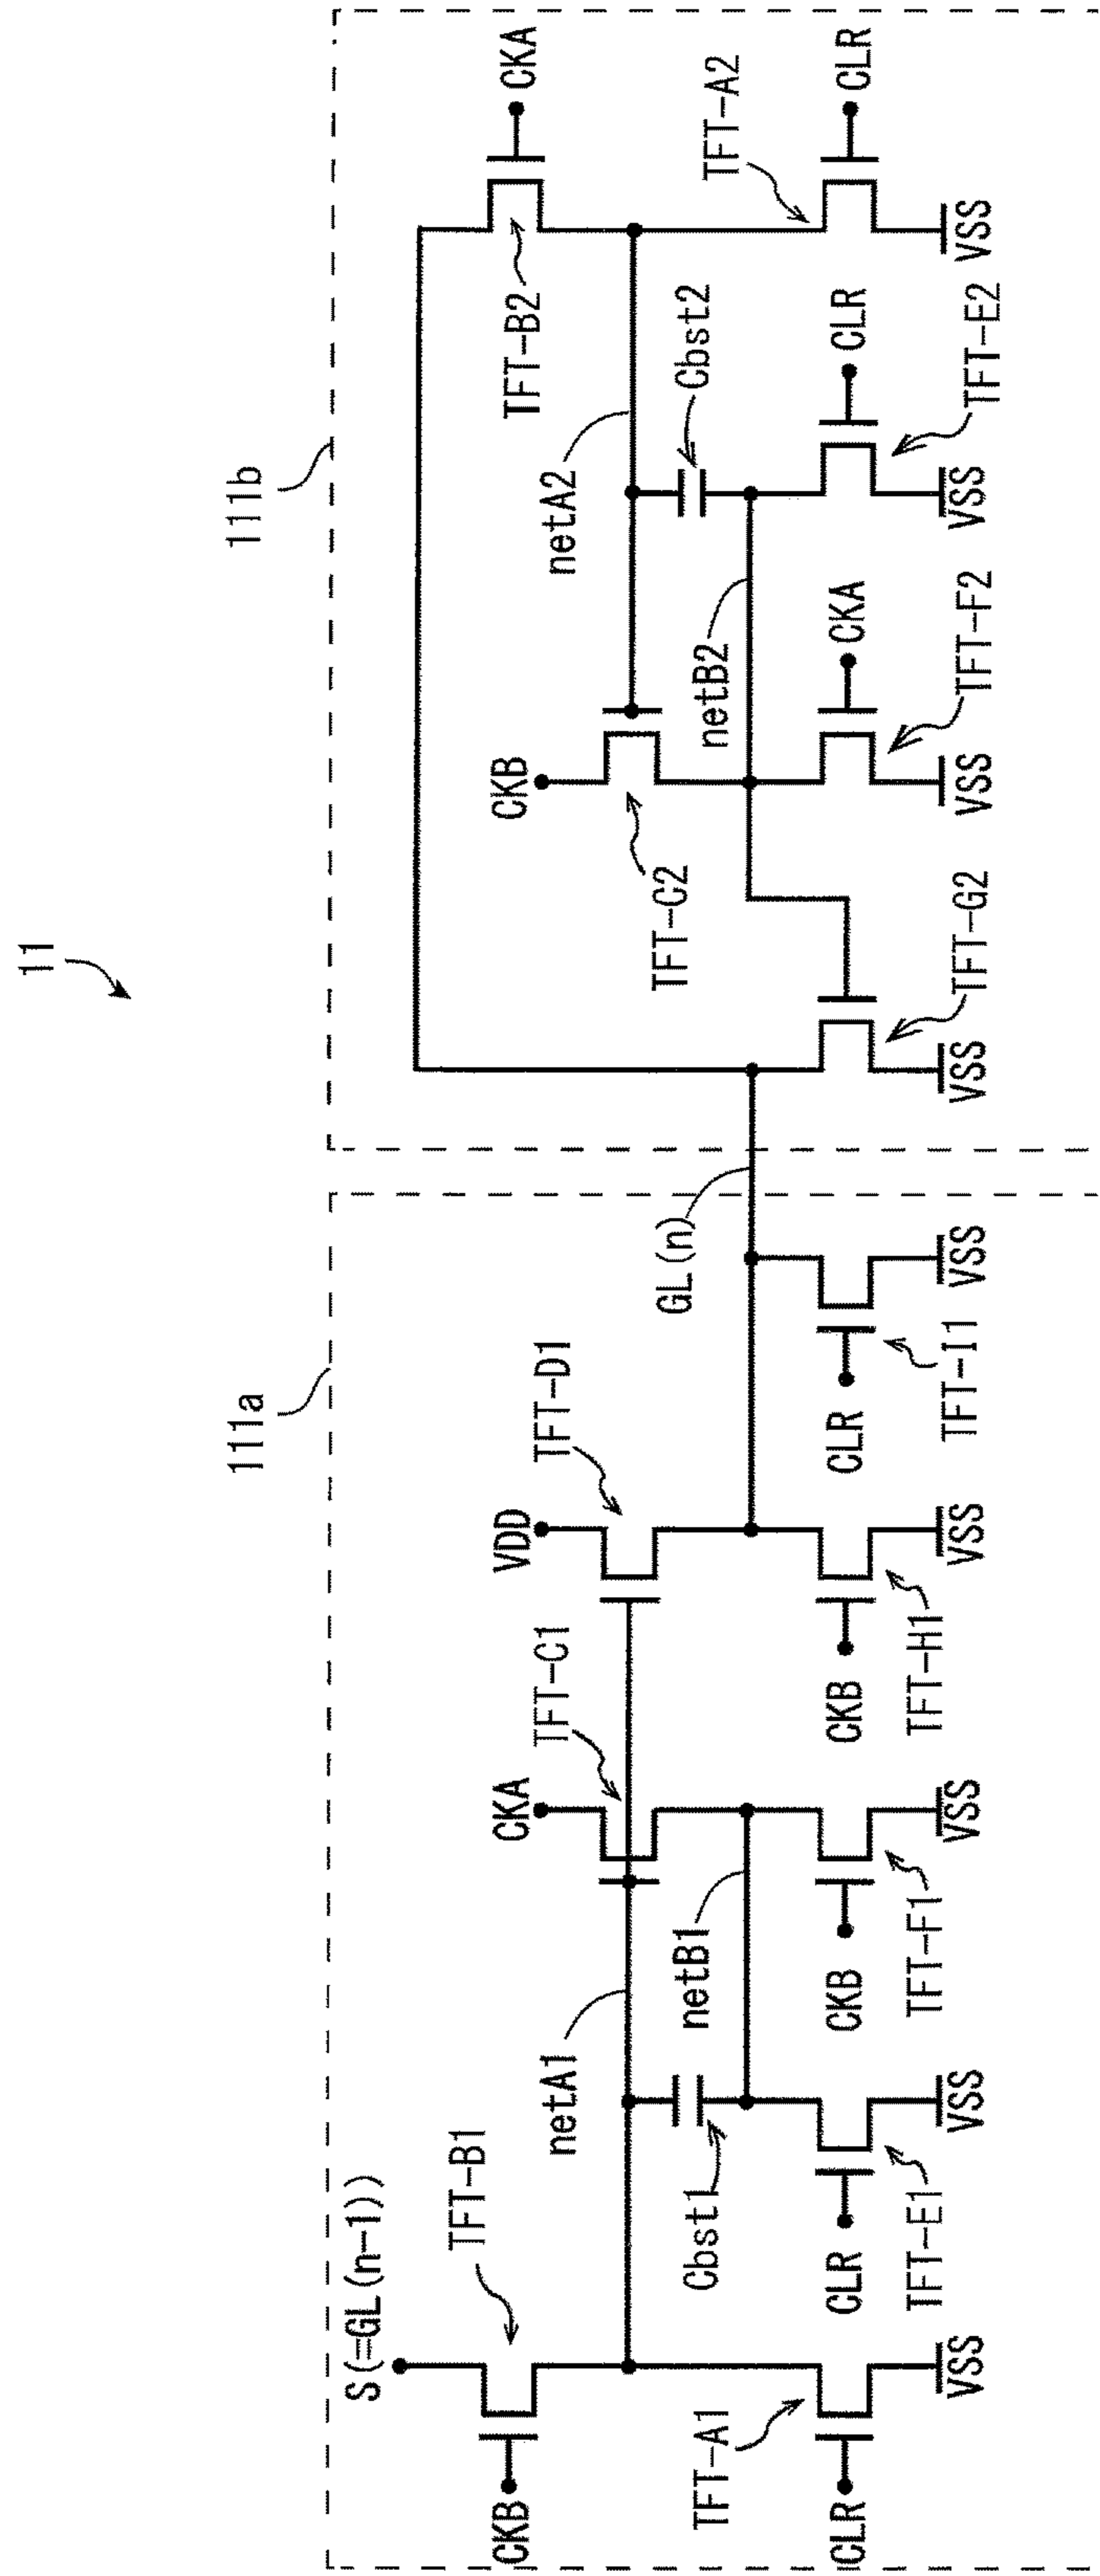 11
111a
111b
S(=GL(n-1))
CKB
TFT-B1
CKA
TFT-B2
VDD
CKA
CKB
TFT-C1
TFT-D1
TFT-C2
netA1
netA2
Cbst1
netB1
GL(n)
netB2
Cbst2
TFT-A1
TFT-A2
CLR
CLR
CKB
CKB
CLR
CKA
CLR
CLR
TFT-E1
TFT-F1
TFT-H1
TFT-I1
TFT-G2
TFT-F2
TFT-E2
VSS
VSS
VSS
VSS
VSS
VSS
VSS
VSS
VSS